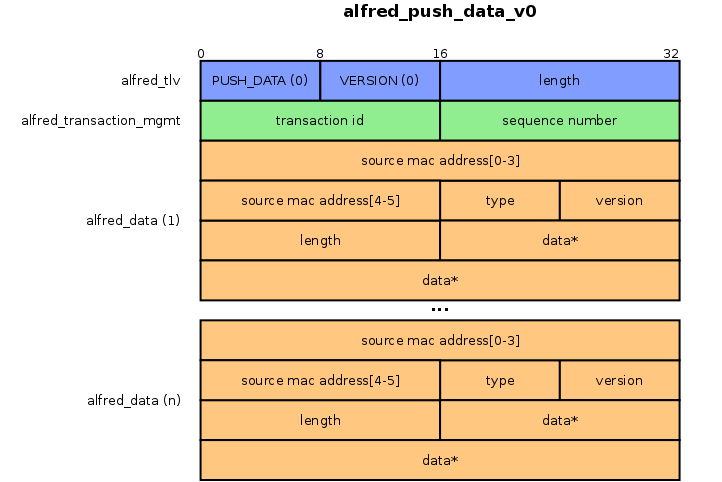 alfred_push_data_v0
0 8 16 32
alfred_tlv PUSH_DATA (0) VERSION (0) length
alfred_transaction_mgmt transaction id sequence number
source mac address[0-3]
source mac address[4-5] type version
alfred_data (1)
length data*
data*
...
source mac address[0-3]
source mac address[4-5] type version
alfred_data (n)
length data*
data*